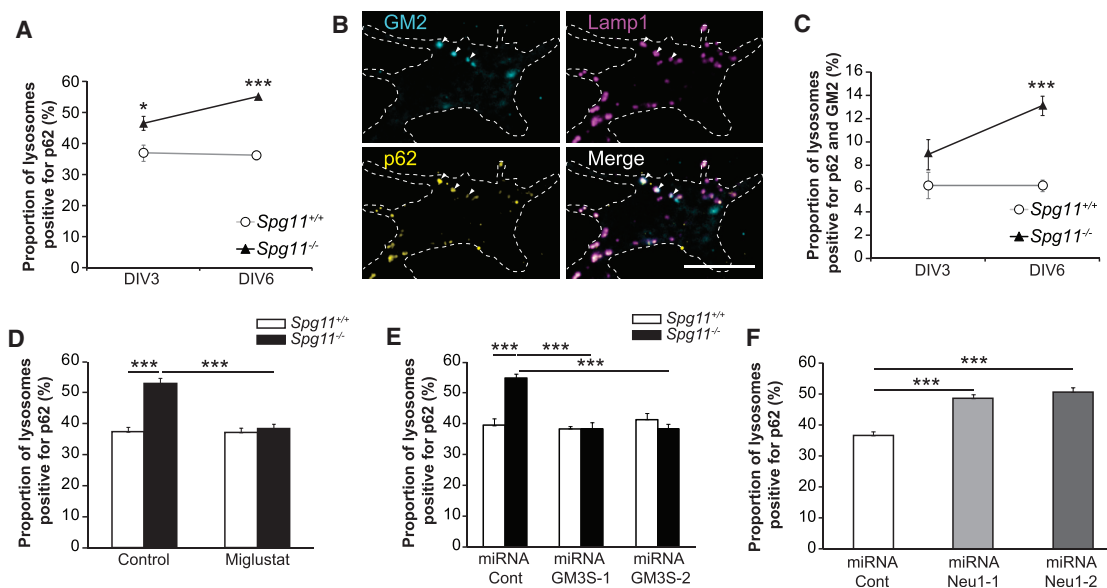 A
Proportion of lysosomes
positive for p62 (%)
60
50
40
30
20
10
0
*
***
Spg11+/+
Spg11-/-
DIV3
DIV6
B
GM2
Lamp1
p62
Merge
C
Proportion of lysosomes
positive for p62 and GM2 (%)
16
14
12
10
8
6
4
2
0
***
Spg11+/+
Spg11-/-
DIV3
DIV6
D
Spg11+/+
Spg11-/-
Proportion of lysosomes
positive for p62 (%)
60
50
40
30
20
10
0
***
***
Control
Miglustat
E
Spg11+/+
Spg11-/-
Proportion of lysosomes
positive for p62 (%)
60
50
40
30
20
10
0
***
***
***
miRNA
Cont
miRNA
GM3S-1
miRNA
GM3S-2
F
Proportion of lysosomes
positive for p62 (%)
60
50
40
30
20
10
0
***
***
miRNA
Cont
miRNA
Neu1-1
miRNA
Neu1-2